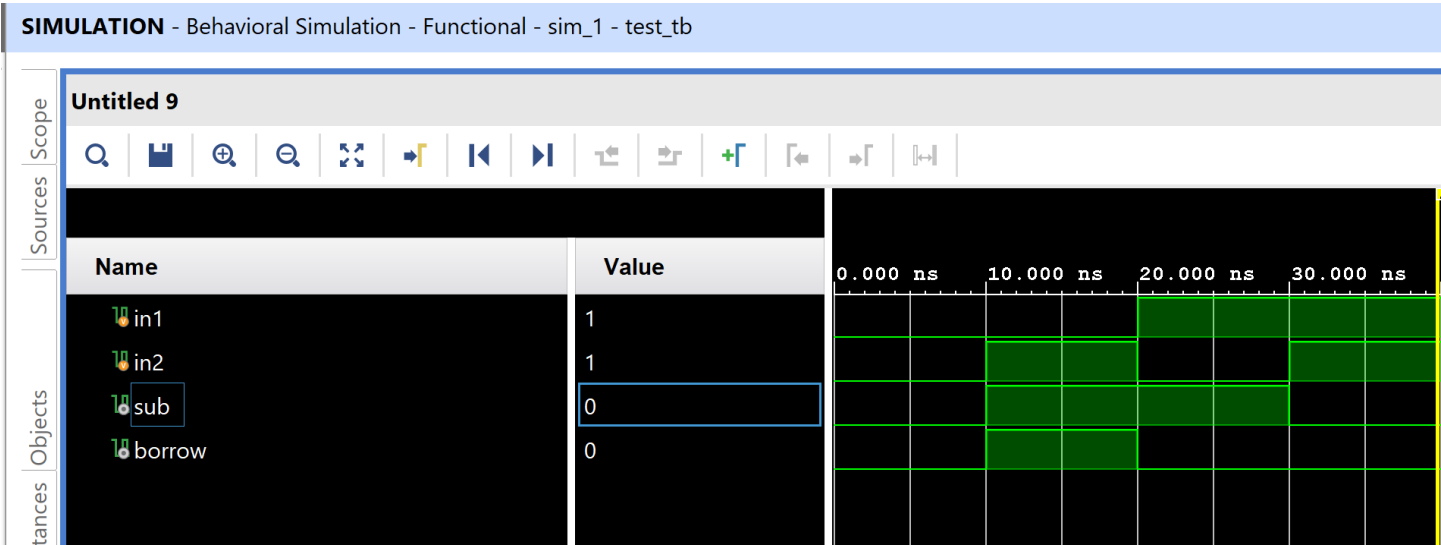 SIMULATION - Behavioral Simulation - Functional - sim_1 - test_tb
Scope
Sources
Objects
tances
Untitled 9
Name
Value
0.000 ns
10.000 ns
20.000 ns
30.000 ns
in1
1
in2
1
sub
0
borrow
0